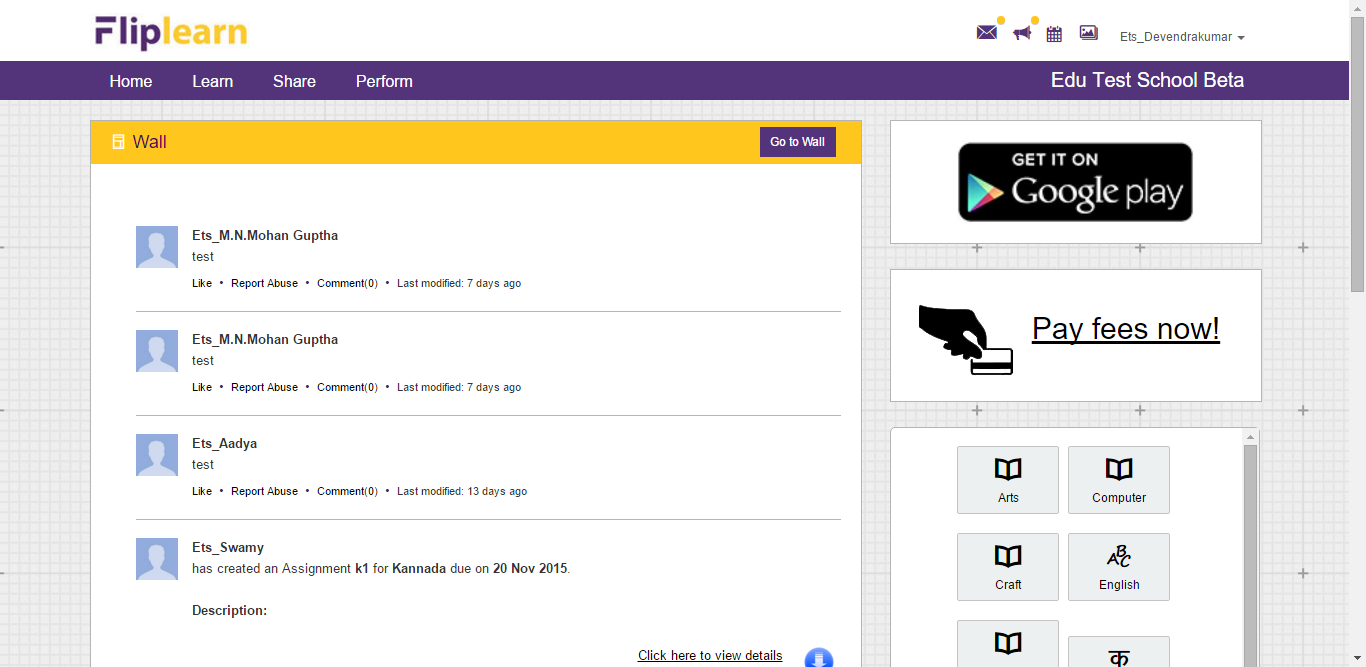 Fliplearn
Ets_Devendrakumar
Home Learn Share Perform
Edu Test School Beta
Wall
Go to Wall
Ets_M.N.Mohan Guptha
test
Like • Report Abuse • Comment(0) • Last modified: 7 days ago
Ets_M.N.Mohan Guptha
test
Like • Report Abuse • Comment(0) • Last modified: 7 days ago
Ets_Aadya
test
Like • Report Abuse • Comment(0) • Last modified: 13 days ago
Ets_Swamy
has created an Assignment k1 for Kannada due on 20 Nov 2015.
Description:
Click here to view details
GET IT ON
Google play
Pay fees now!
Arts
Computer
Craft
ABC
English
क